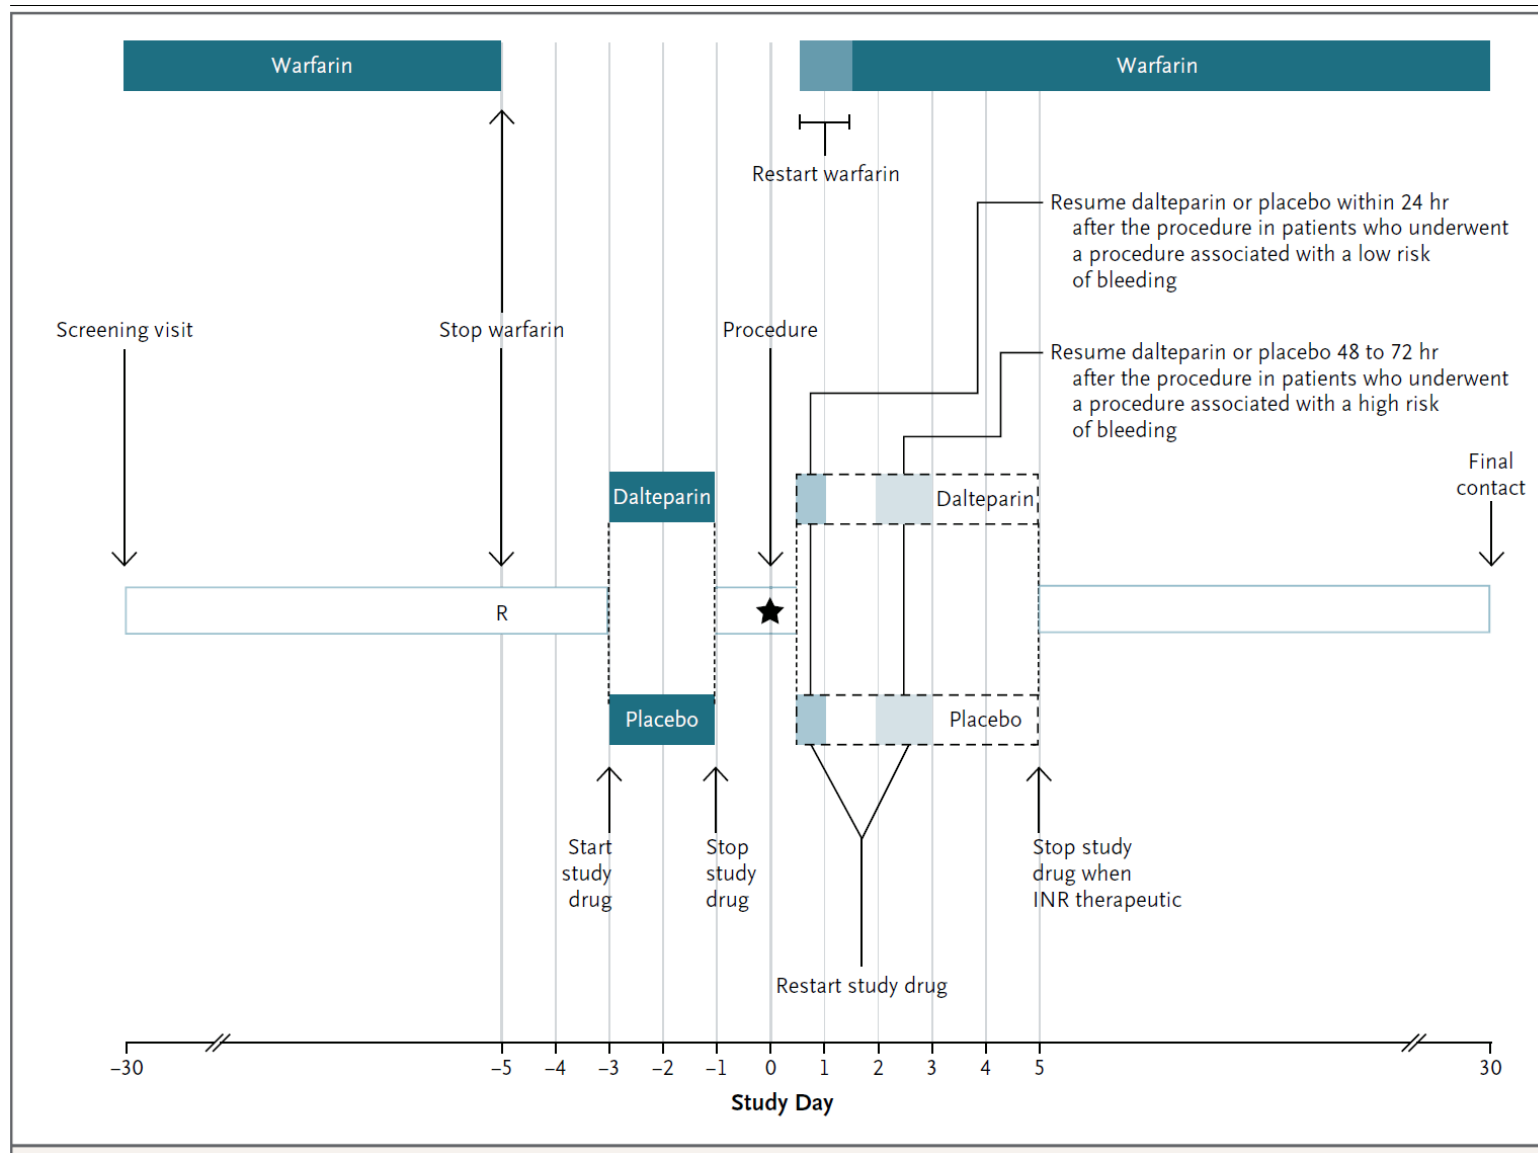 Warfarin
Warfarin
Restart warfarin
Resume dalteparin or placebo within 24 hr
after the procedure in patients who underwent
a procedure associated with a low risk
of bleeding
Screening visit
Stop warfarin
Procedure
Resume dalteparin or placebo 48 to 72 hr
after the procedure in patients who underwent
a procedure associated with a high risk
of bleeding
Final
contact
Dalteparin
Dalteparin
R
Placebo
Placebo
Start
study
drug
Stop
study
drug
Stop study
drug when
INR therapeutic
Restart study drug
–30 –5 –4 –3 –2 –1 0 1 2 3 4 5 30
Study Day